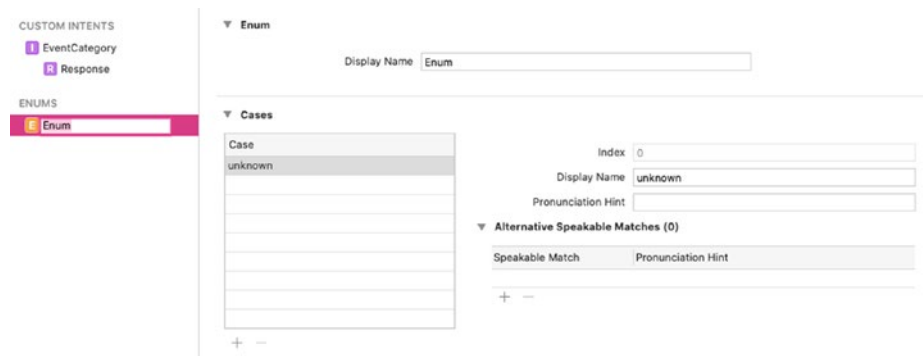 CUSTOM INTENTS
I EventCategory
R Response
ENUMS
E Enum
Enum
Display Name Enum
Cases
Case
unknown
Index 0
Display Name unknown
Pronunciation Hint
Alternative Speakable Matches (0)
Speakable Match Pronunciation Hint